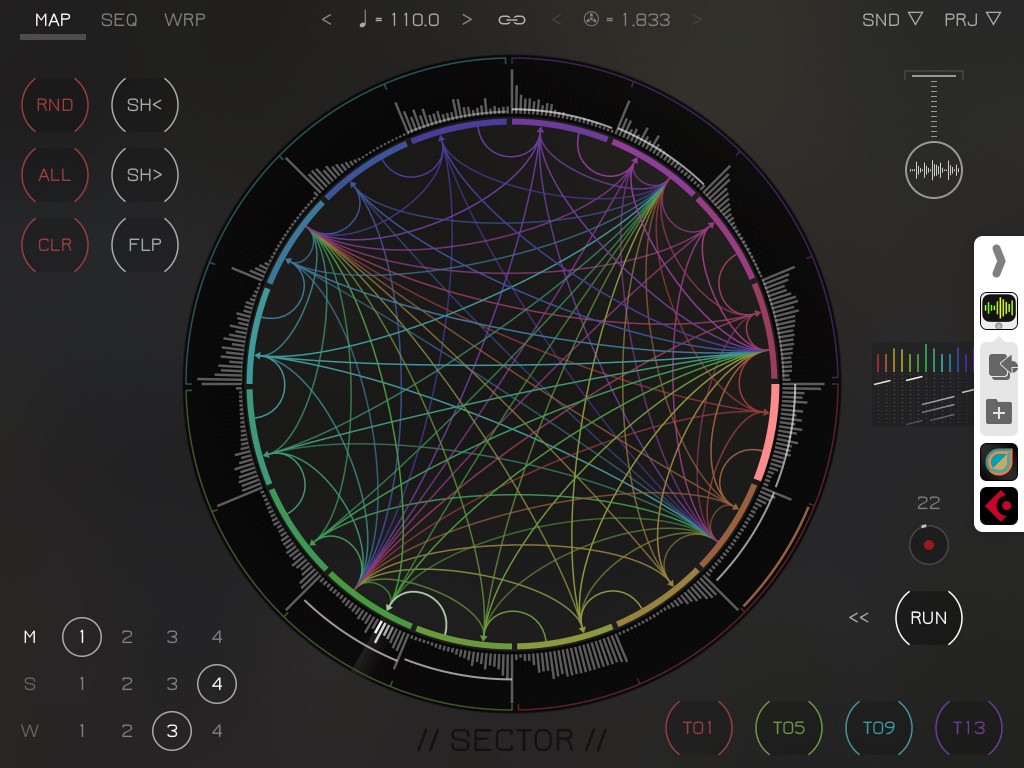 MAP SEQ WRP < ♩ = 110.0 > < = 1.833 > SND ▽ PRJ ▽
RND SH<
ALL SH>
CLR FLP
22
<< RUN
M 1 2 3 4
S 1 2 3 4
W 1 2 3 4
T01 T05 T09 T13
// SECTOR //